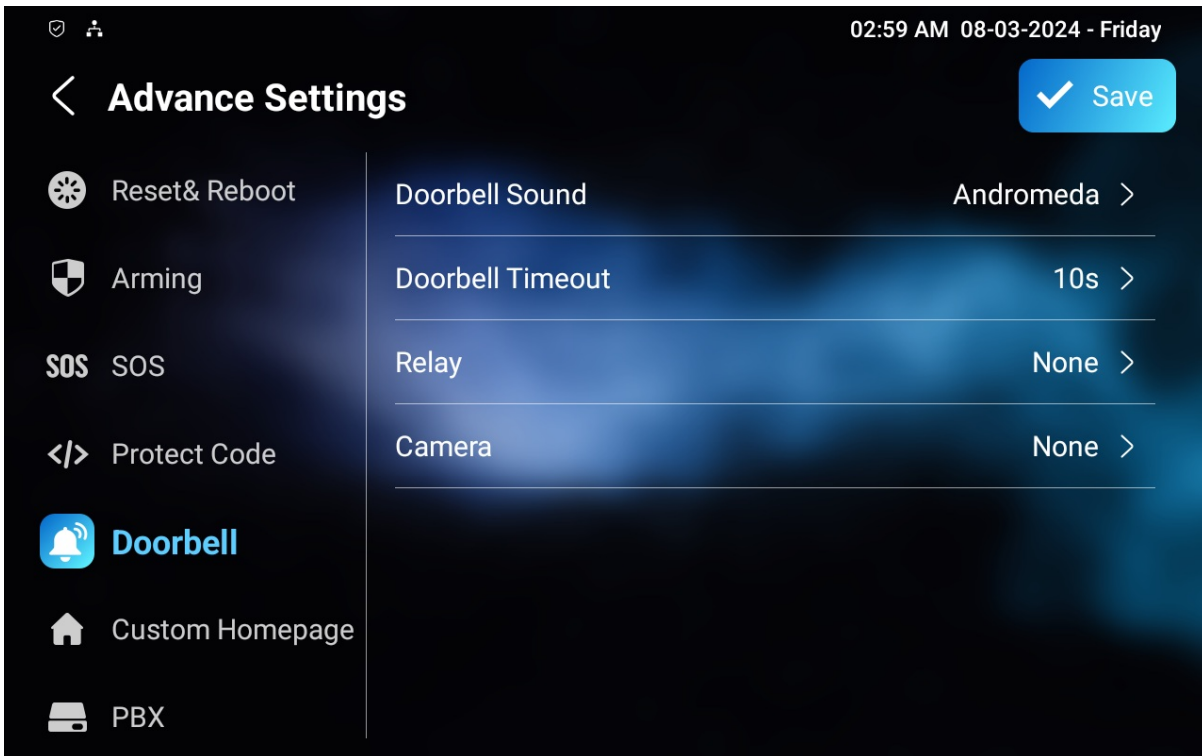 02:59 AM 08-03-2024 - Friday
Advance Settings
Save
Reset& Reboot
Arming
SOS SOS
Protect Code
Doorbell
Custom Homepage
PBX
Doorbell Sound Andromeda
Doorbell Timeout 10s
Relay None
Camera None